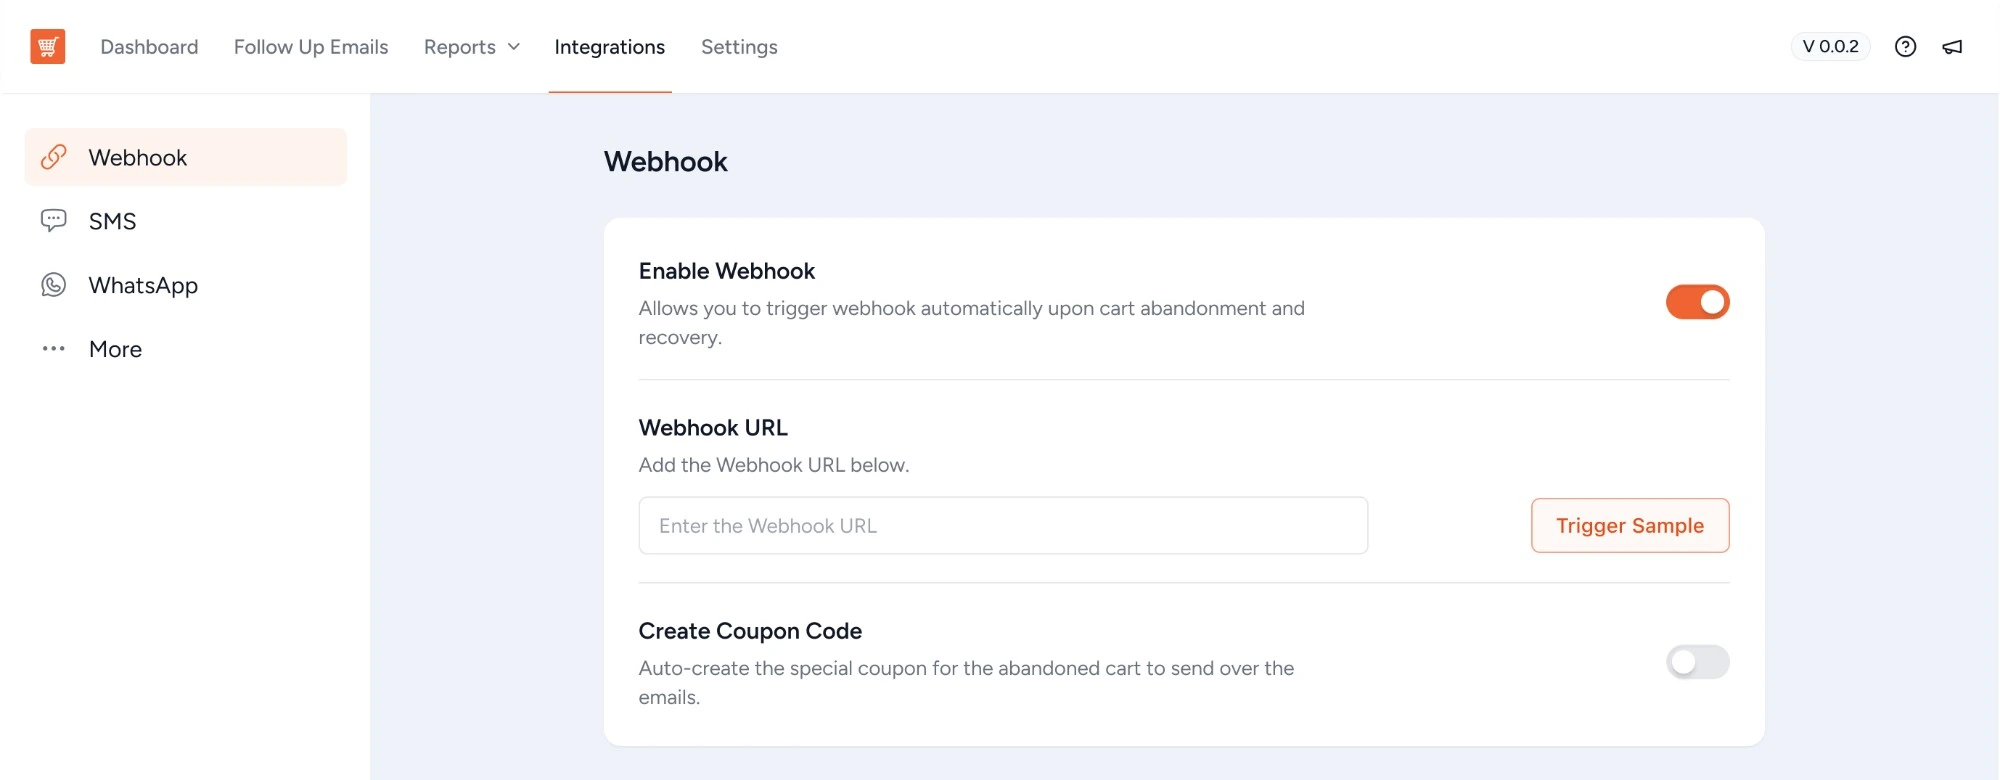 Dashboard
Follow Up Emails
Reports
Integrations
Settings
V 0.0.2
Webhook
SMS
WhatsApp
More
Webhook
Enable Webhook
Allows you to trigger webhook automatically upon cart abandonment and
recovery.
Webhook URL
Add the Webhook URL below.
Enter the Webhook URL
Trigger Sample
Create Coupon Code
Auto-create the special coupon for the abandoned cart to send over the
emails.